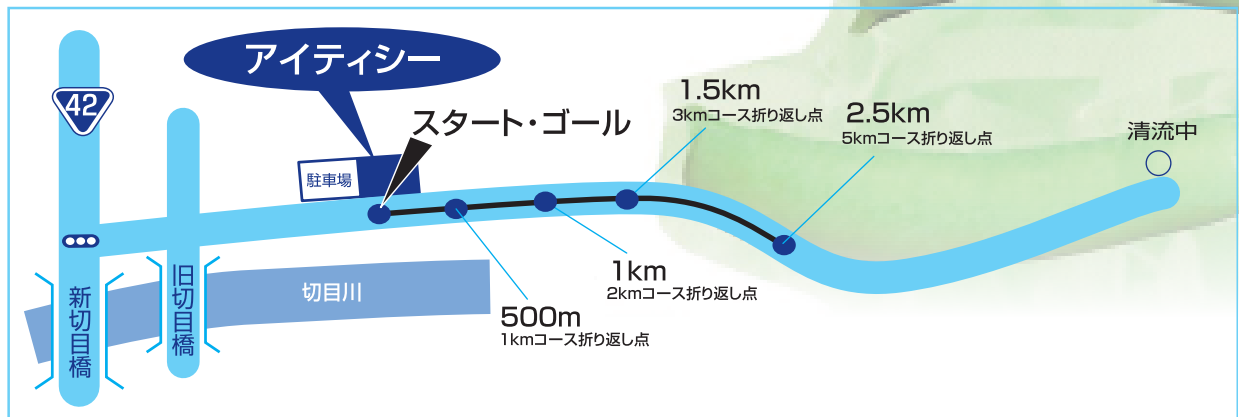 アイティシー
42
スタート・ゴール
駐車場
1.5km
3kmコース折り返し点
2.5km
5kmコース折り返し点
清流中
1km
2kmコース折り返し点
500m
1kmコース折り返し点
切目川
新切目橋
旧切目橋